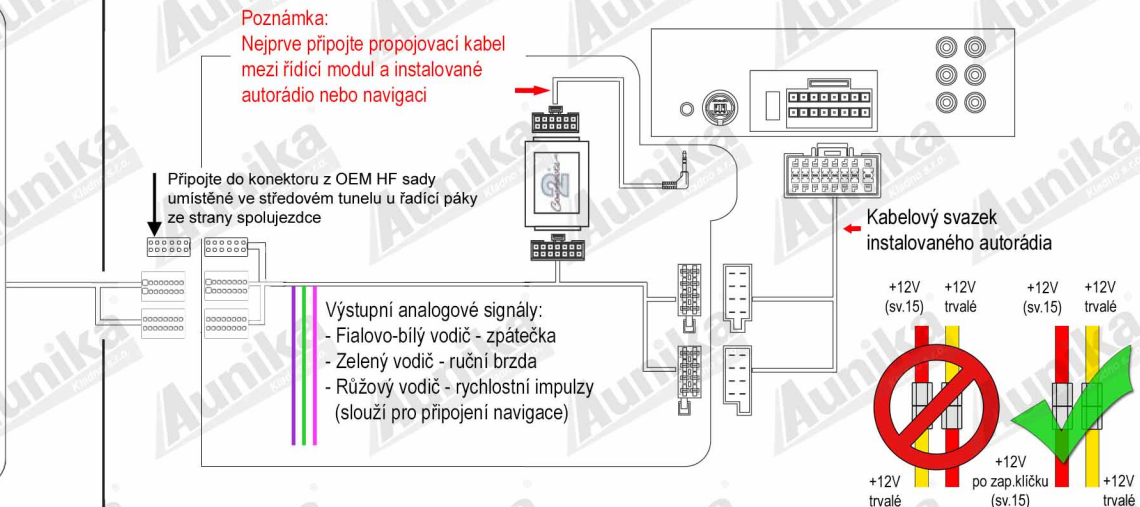 Poznámka:
Nejprve připojte propojovací kabel
mezi řídící modul a instalované
autorádio nebo navigaci
Připojte do konektoru z OEM HF sady
umístěné ve středovém tunelu u řadící páky
ze strany spolujezdce
Kabelový svazek
instalovaného autorádia
Výstupní analogové signály:
- Fialovo-bílý vodič - zpátečka
- Zelený vodič - ruční brzda
- Růžový vodič - rychlostní impulzy
(slouží pro připojení navigace)
+12V
(sv.15)
+12V
trvalé
+12V
(sv.15)
+12V
trvalé
+12V
trvalé
+12V
po zap.klíčku
(sv.15)
+12V
trvalé
Aunika
Kladno s.r.o.